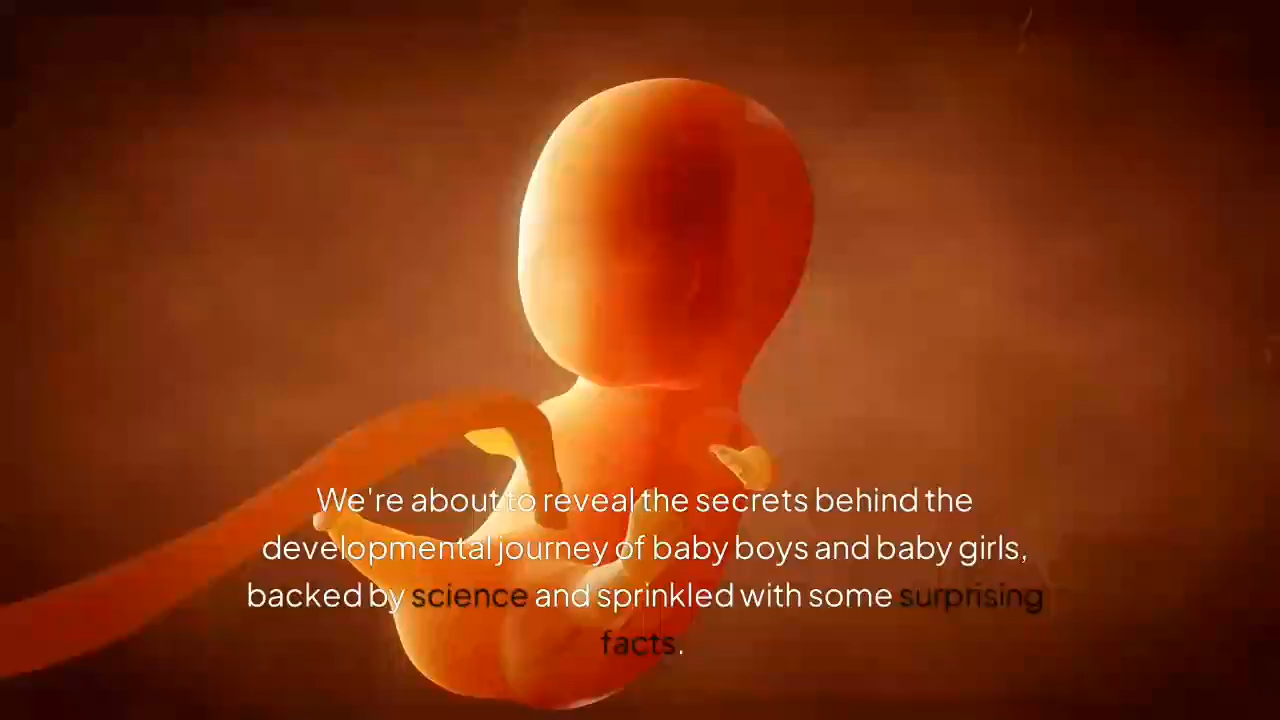 We're about to reveal the secrets behind the
developmental journey of baby boys and baby girls,
backed by science and sprinkled with some surprising
facts.